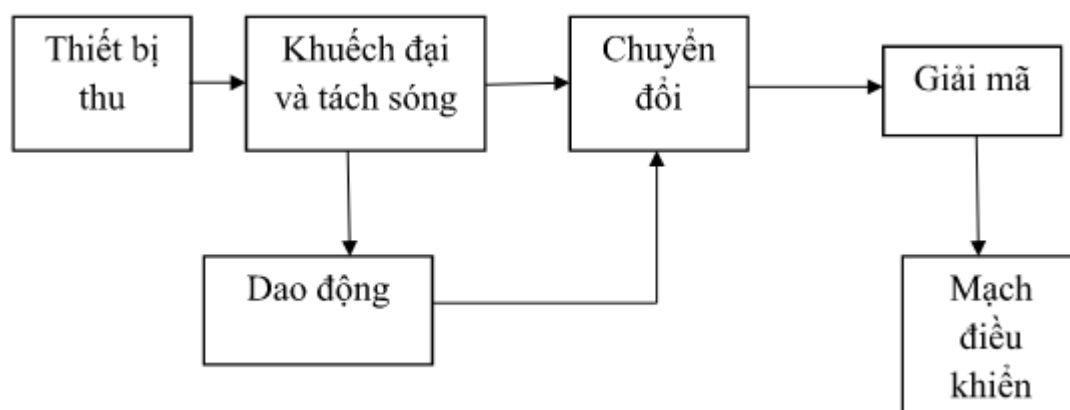 Thiết bị
thu
Khuếch đại
và tách sóng
Chuyển
đổi
Giải mã
Dao động
Mạch
điều
khiển